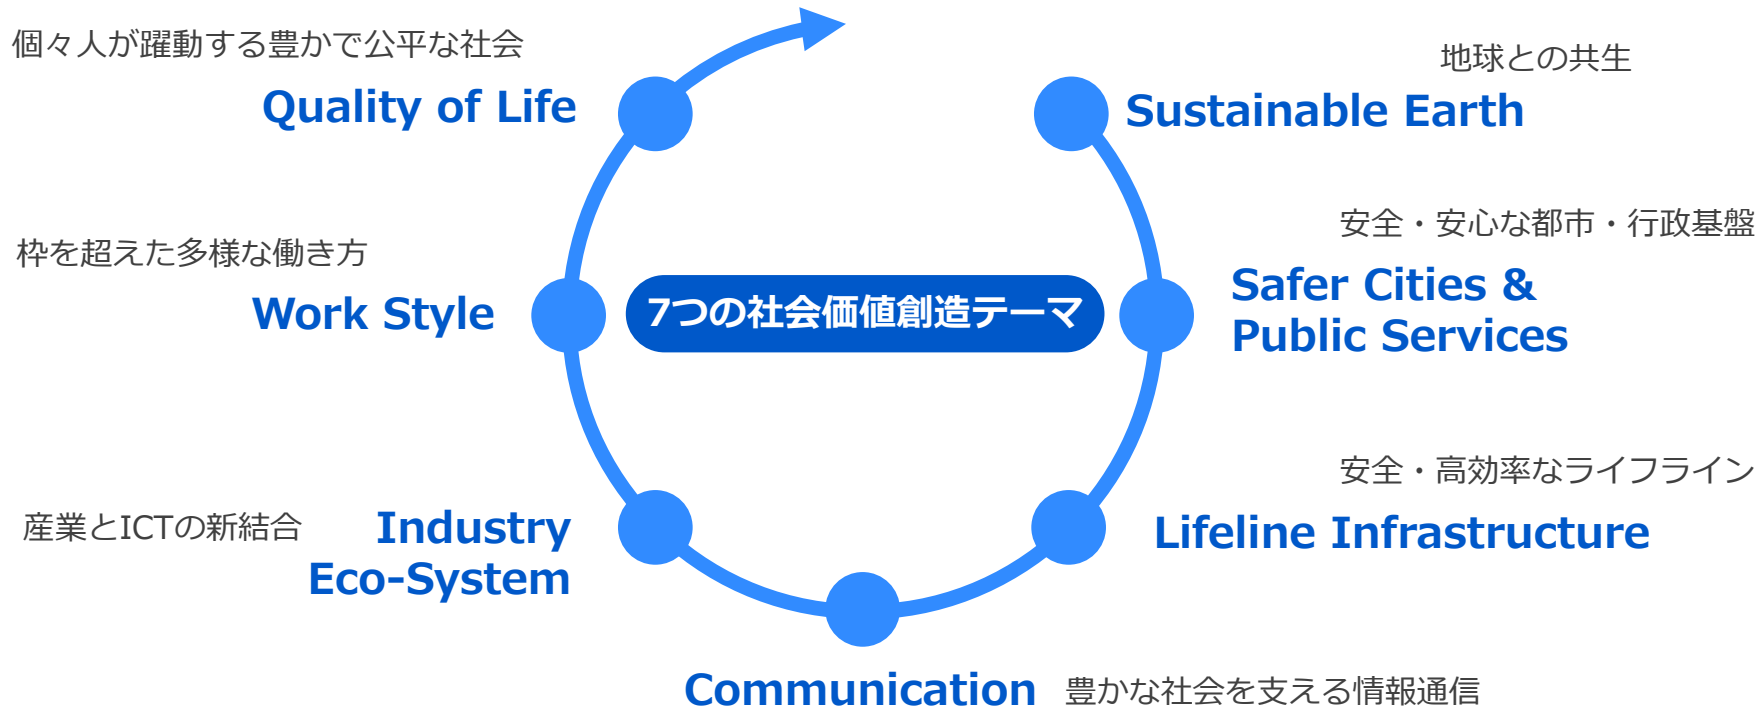 個々人が躍動する豊かで公平な社会
Quality of Life
地球との共生
Sustainable Earth
枠を超えた多様な働き方
Work Style
7つの社会価値創造テーマ
安全・安心な都市・行政基盤
Safer Cities &
Public Services
産業とICTの新結合
Industry
Eco-System
安全・高効率なライフライン
Lifeline Infrastructure
Communication
豊かな社会を支える情報通信